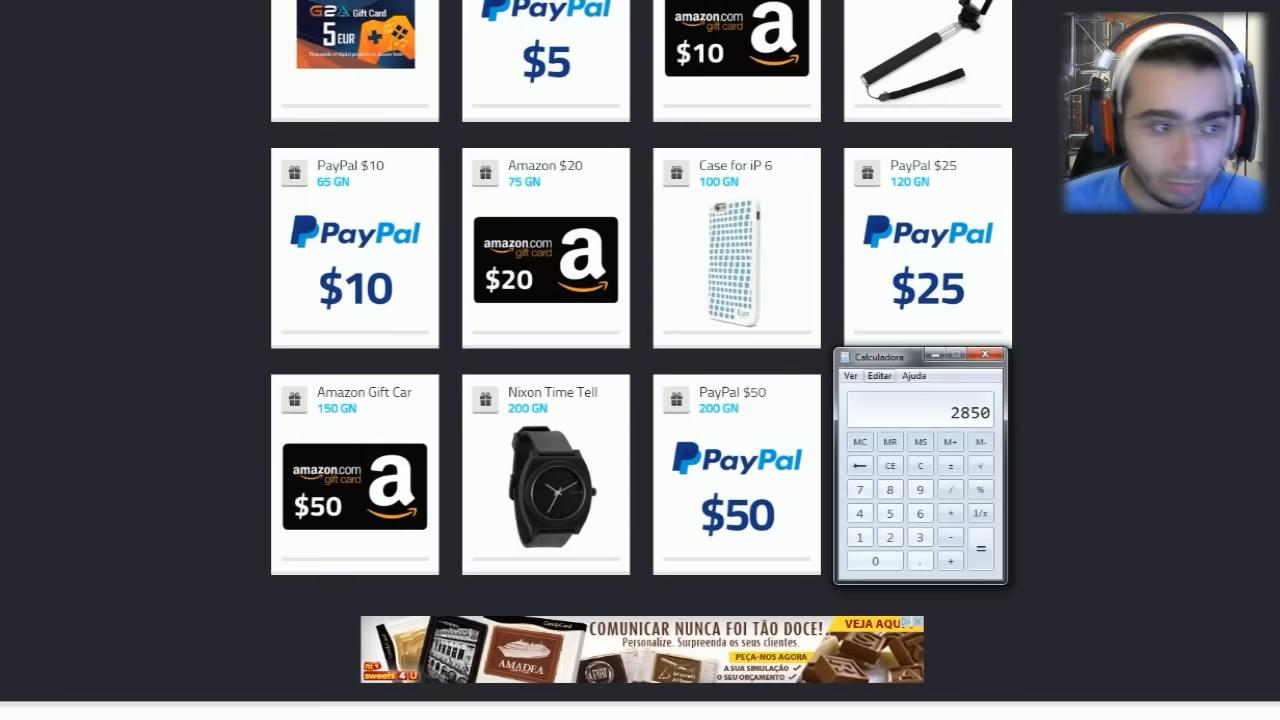 G2A Gift Card
5 EUR
PayPal
$5
amazon.com
gift card
$10
a
PayPal $10
65 GN
PayPal
$10
Amazon $20
75 GN
amazon.com
gift card
$20
a
Case for iP 6
100 GN
iLuv
PayPal $25
120 GN
PayPal
$25
Amazon Gift Car
150 GN
amazon.com
gift card
$50
a
Nixon Time Tell
200 GN
PayPal $50
200 GN
PayPal
$50
Calculadora
Ver Editar Ajuda
2850
MC MR MS M+ M-
← CE C ± √
7 8 9 / %
4 5 6 * 1/x
1 2 3 - =
0 . +
my
sweets 4 U
CandyCard
AMADEA
COMUNICAR NUNCA FOI TÃO DOCE!
Personalize. Surpreenda os seus clientes.
PEÇA-NOS AGORA
A SUA SIMULAÇÃO ✓
O SEU ORÇAMENTO ✓